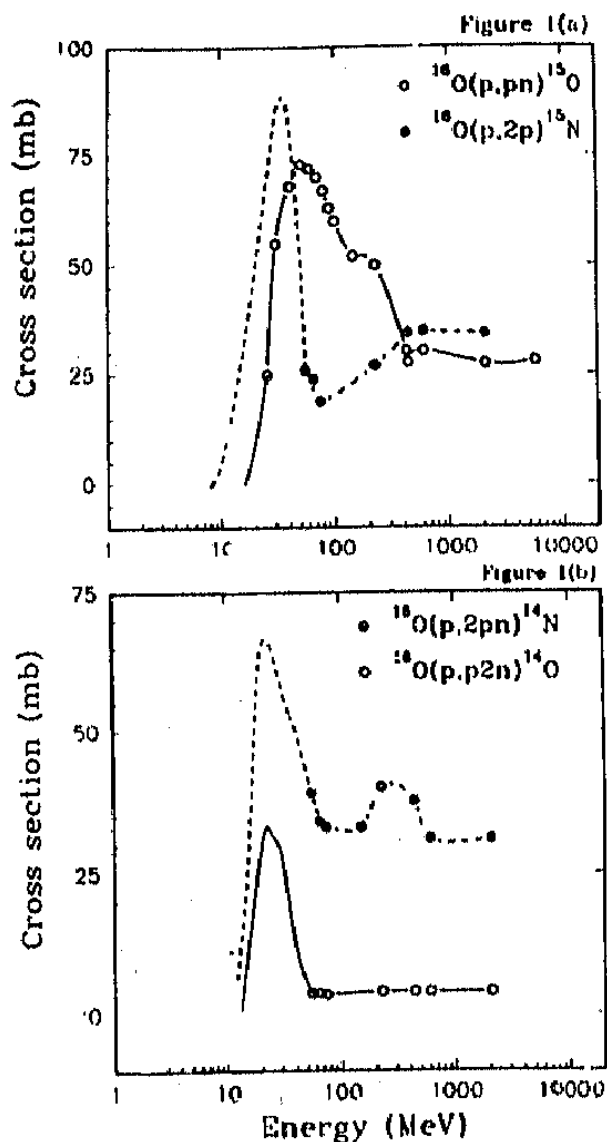 Figure 1(a)
100
75
50
25
0
Cross section (mb)
¹⁶O(p,pn)¹⁵O
¹⁶O(p,2p)¹⁵N
1 10 100 1000 10000
Figure 1(b)
75
50
25
0
Cross section (mb)
¹⁶O(p,2pn)¹⁴N
¹⁶O(p,p2n)¹⁴O
1 10 100 1000 10000
Energy (MeV)